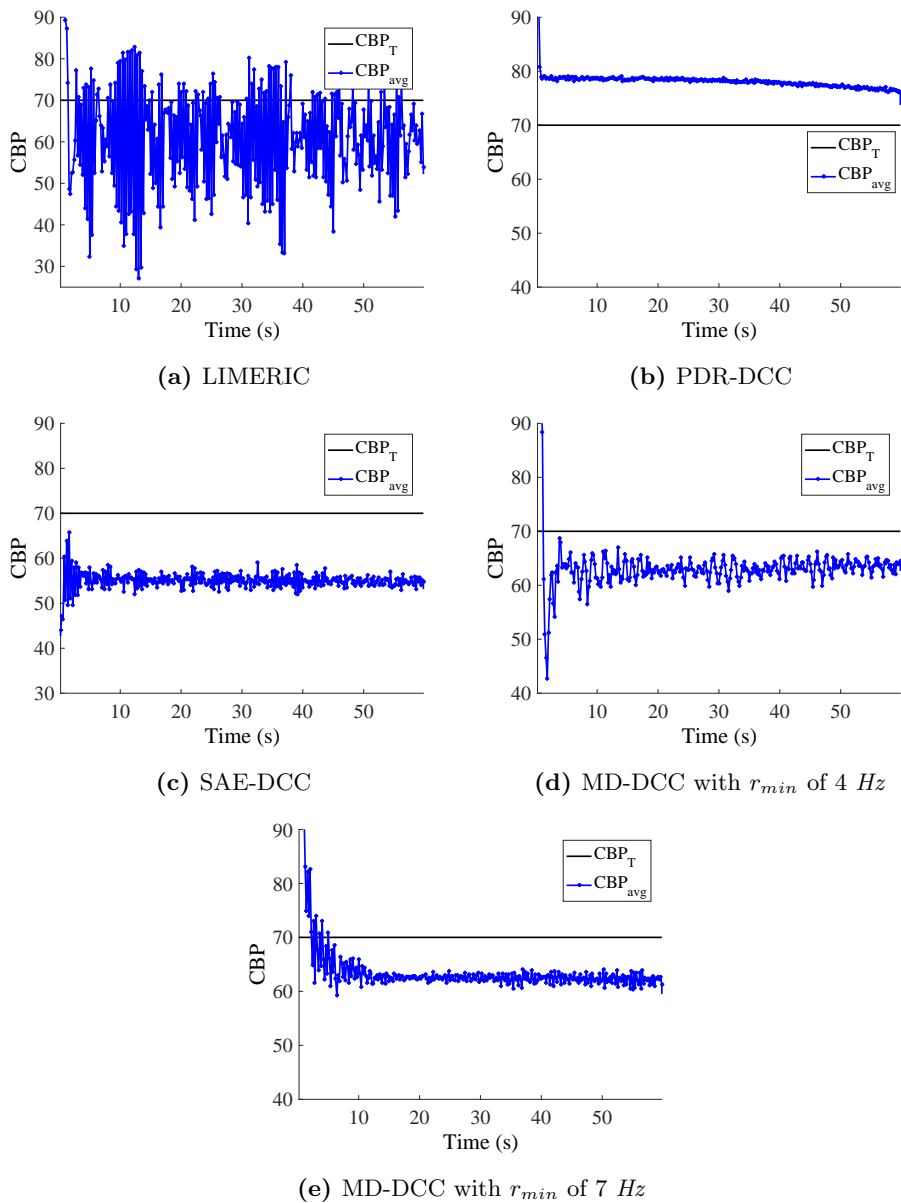 90
80
70
60
50
40
30
CBP
CBP_T
CBP_avg
10 20 30 40 50
Time (s)
(a) LIMERIC
90
80
70
60
50
40
CBP
CBP_T
CBP_avg
10 20 30 40 50
Time (s)
(b) PDR-DCC
90
80
70
60
50
40
30
CBP
CBP_T
CBP_avg
10 20 30 40 50
Time (s)
(c) SAE-DCC
90
80
70
60
50
40
CBP
CBP_T
CBP_avg
10 20 30 40 50
Time (s)
(d) MD-DCC with r_min of 4 Hz
90
80
70
60
50
40
CBP
CBP_T
CBP_avg
10 20 30 40 50
Time (s)
(e) MD-DCC with r_min of 7 Hz